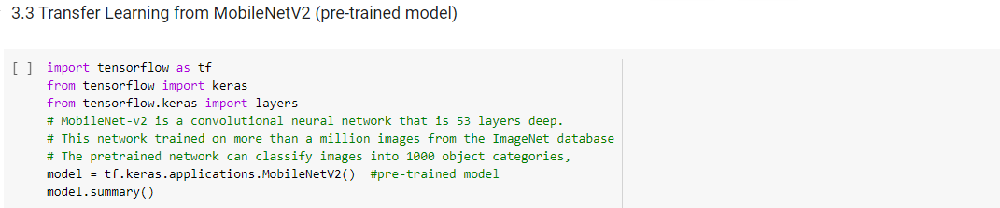 3.3 Transfer Learning from MobileNetV2 (pre-trained model)
[ ] import tensorflow as tf
from tensorflow import keras
from tensorflow.keras import layers
# MobileNet-v2 is a convolutional neural network that is 53 layers deep.
# This network trained on more than a million images from the ImageNet database
# The pretrained network can classify images into 1000 object categories,
model = tf.keras.applications.MobileNetV2()  #pre-trained model
model.summary()